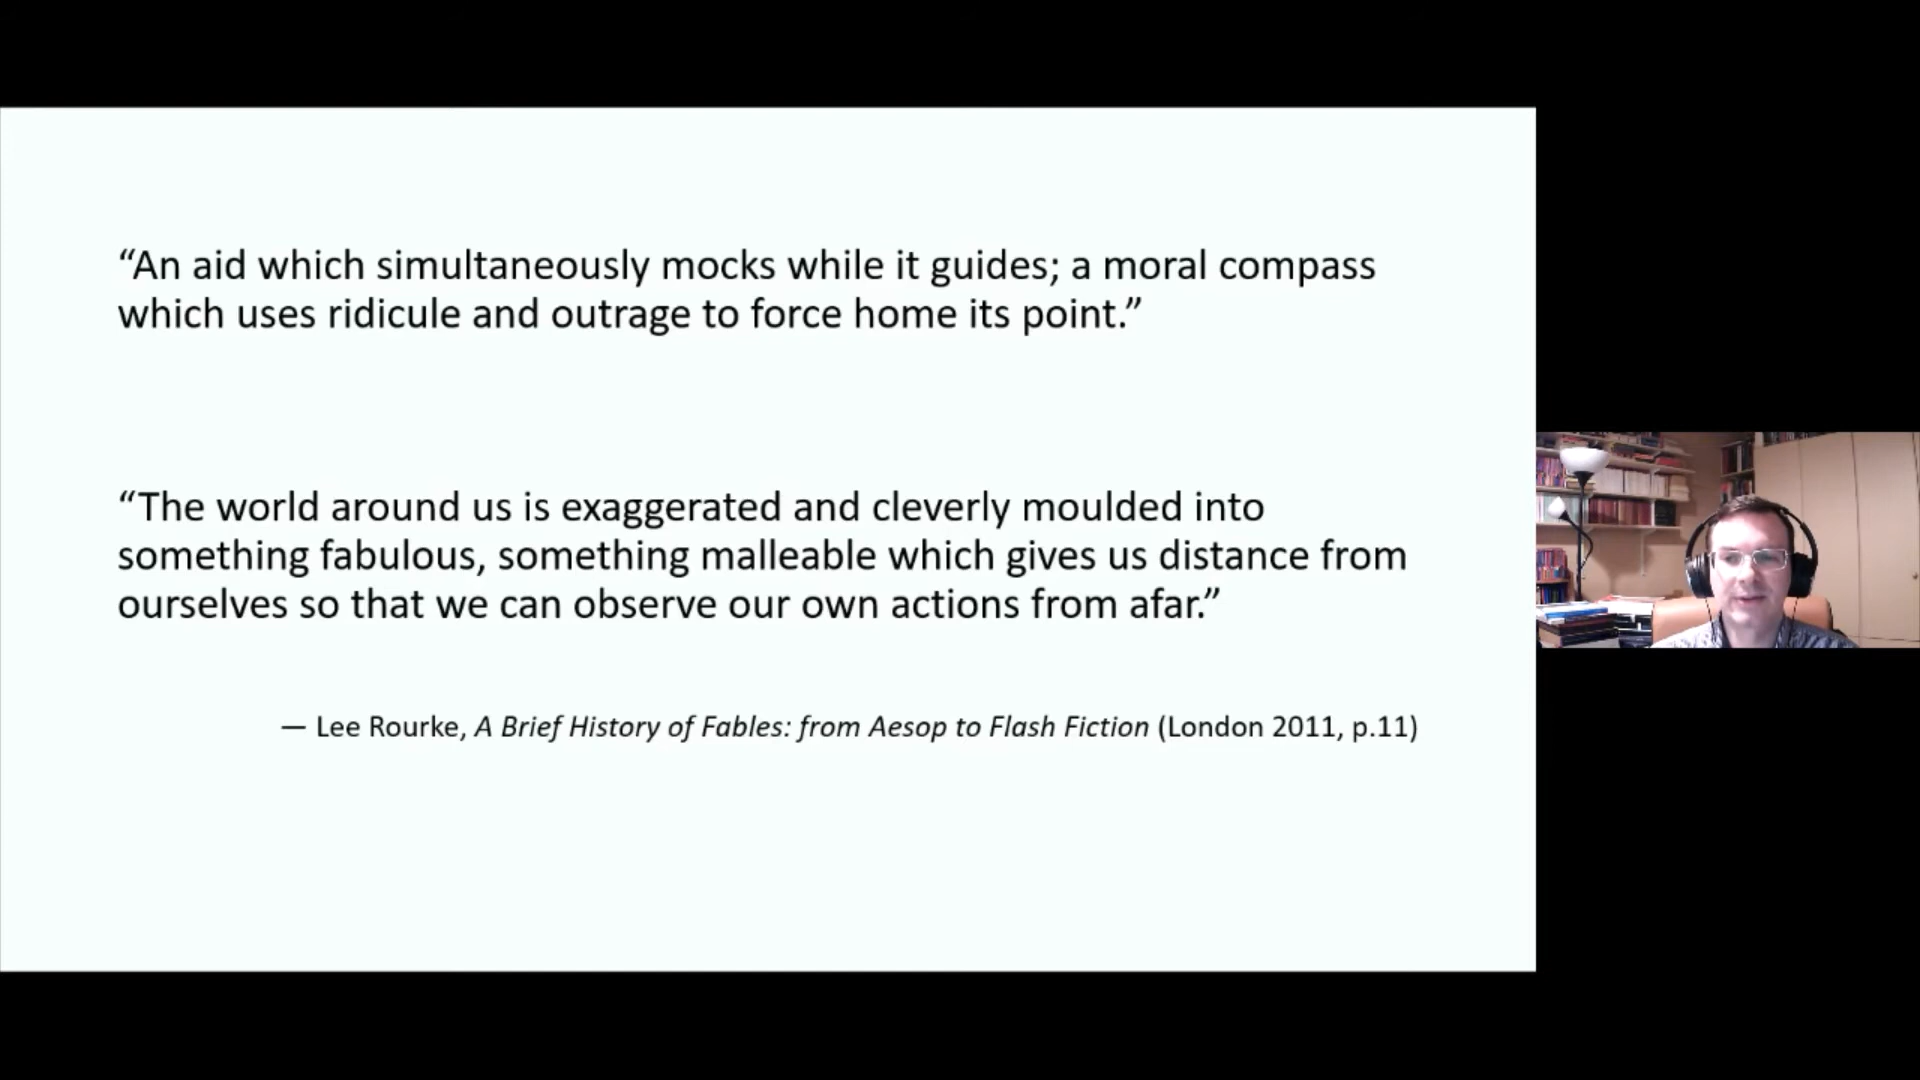 “An aid which simultaneously mocks while it guides; a moral compass
which uses ridicule and outrage to force home its point.”
“The world around us is exaggerated and cleverly moulded into
something fabulous, something malleable which gives us distance from
ourselves so that we can observe our own actions from afar.”
— Lee Rourke, A Brief History of Fables: from Aesop to Flash Fiction (London 2011, p.11)